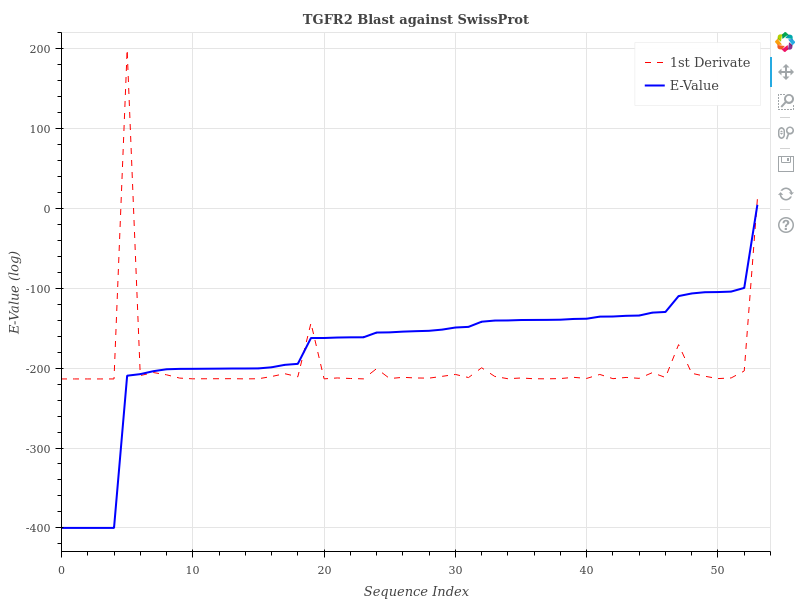 TGFR2 Blast against SwissProt
1st Derivate
E-Value
E-Value (log)
200
100
0
-100
-200
-300
-400
0
10
20
30
40
50
Sequence Index